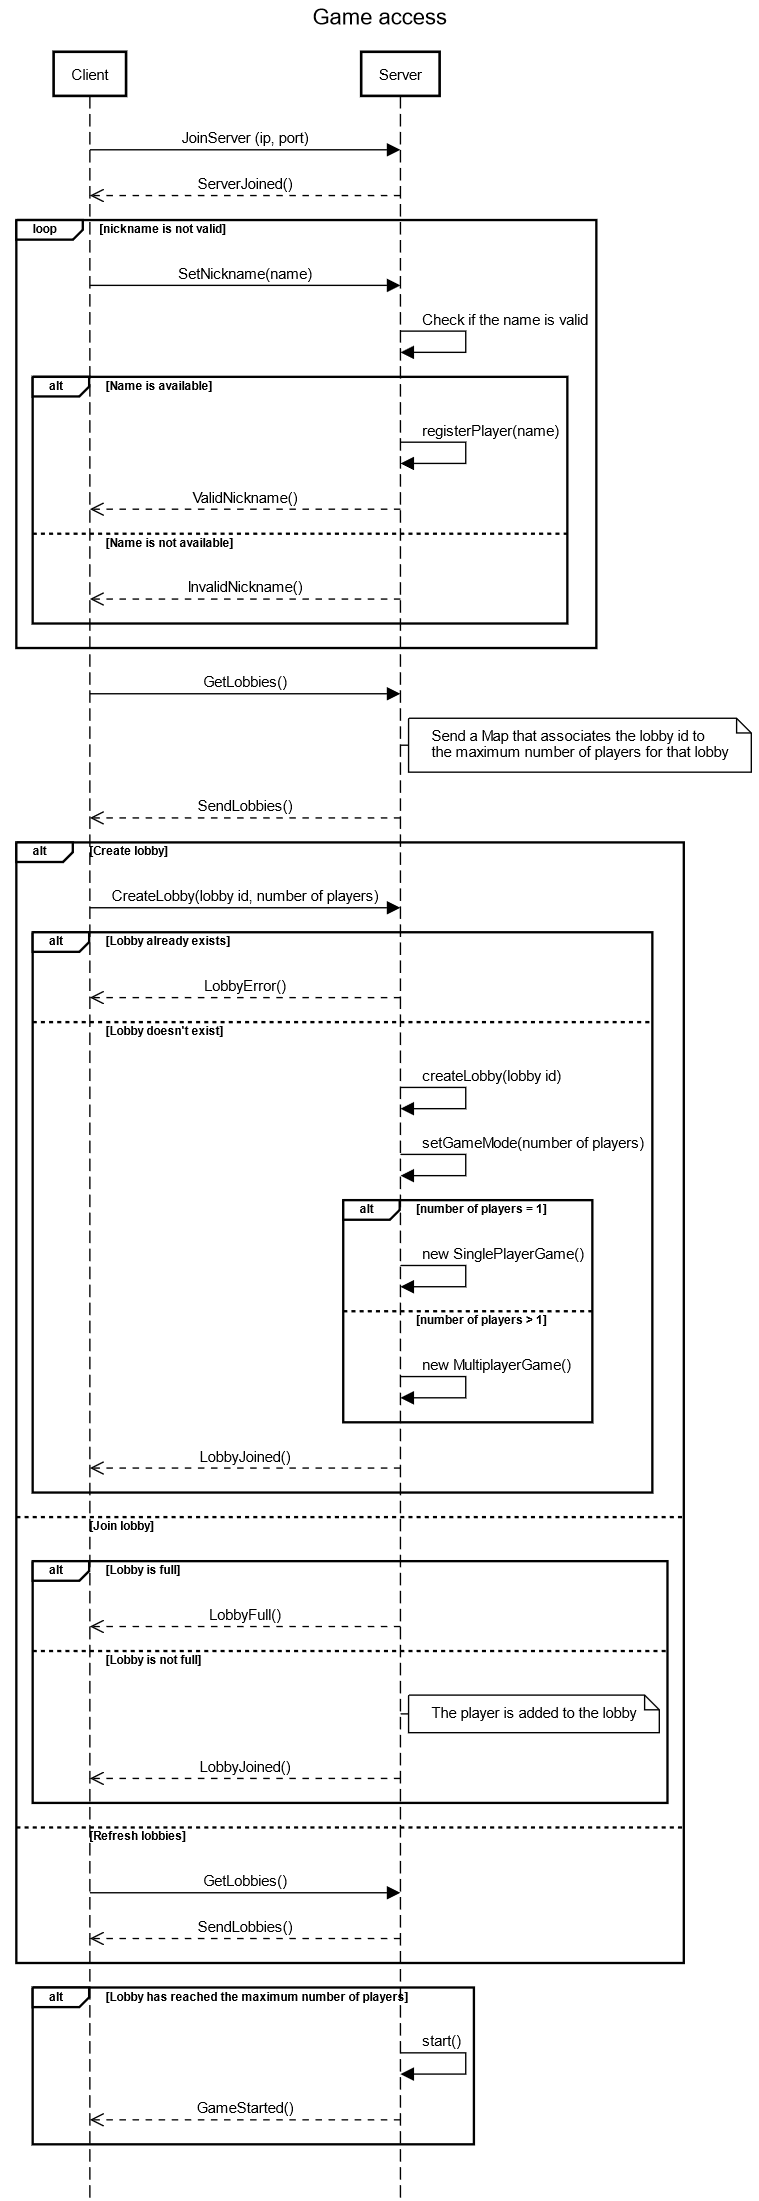 Game access
Client
Server
JoinServer (ip, port)
ServerJoined()
loop
[nickname is not valid]
SetNickname(name)
Check if the name is valid
alt
[Name is available]
registerPlayer(name)
ValidNickname()
[Name is not available]
InvalidNickname()
GetLobbies()
Send a Map that associates the lobby id to
the maximum number of players for that lobby
SendLobbies()
alt
[Create lobby]
CreateLobby(lobby id, number of players)
alt
[Lobby already exists]
LobbyError()
[Lobby doesn't exist]
createLobby(lobby id)
setGameMode(number of players)
alt
[number of players = 1]
new SinglePlayerGame()
[number of players > 1]
new MultiplayerGame()
LobbyJoined()
[Join lobby]
alt
[Lobby is full]
LobbyFull()
[Lobby is not full]
The player is added to the lobby
LobbyJoined()
[Refresh lobbies]
GetLobbies()
SendLobbies()
alt
[Lobby has reached the maximum number of players]
start()
GameStarted()